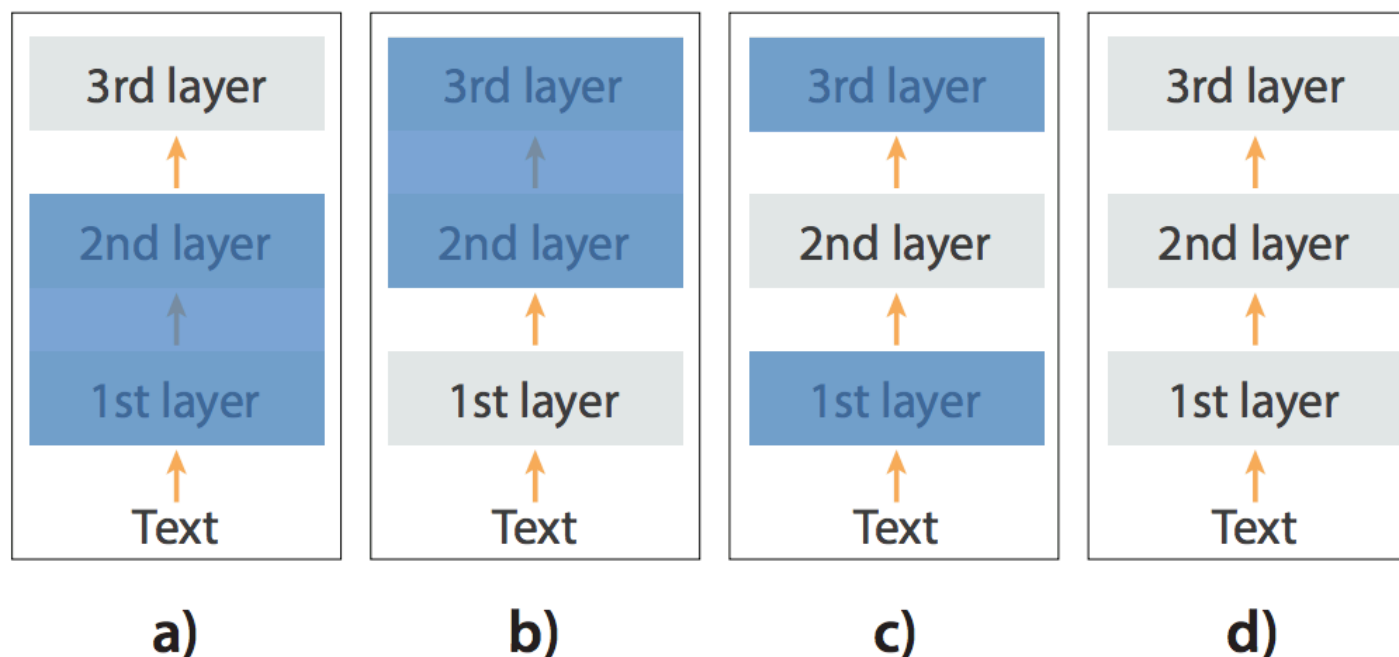 3rd layer
2nd layer
1st layer
Text
a)
3rd layer
2nd layer
1st layer
Text
b)
3rd layer
2nd layer
1st layer
Text
c)
3rd layer
2nd layer
1st layer
Text
d)